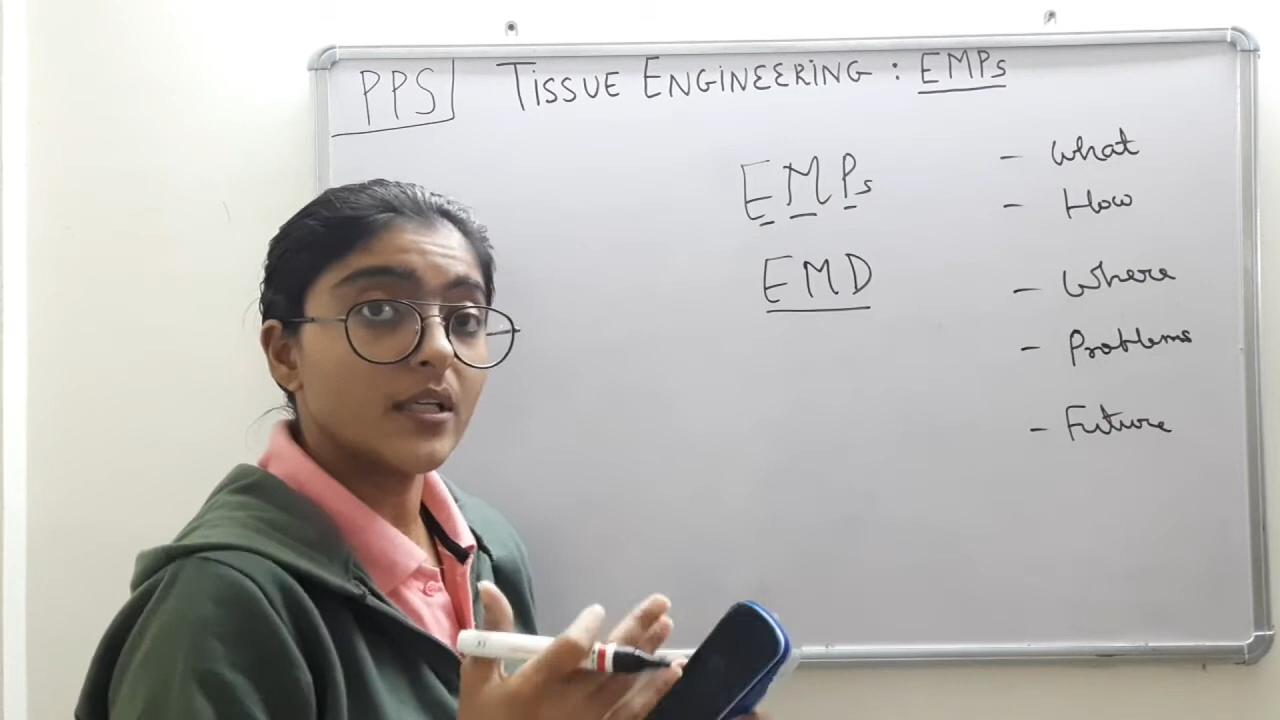 PPS TISSUE ENGINEERING : EMPs
EMPs
EMD
- What
- How
- Where
- Problems
- Future